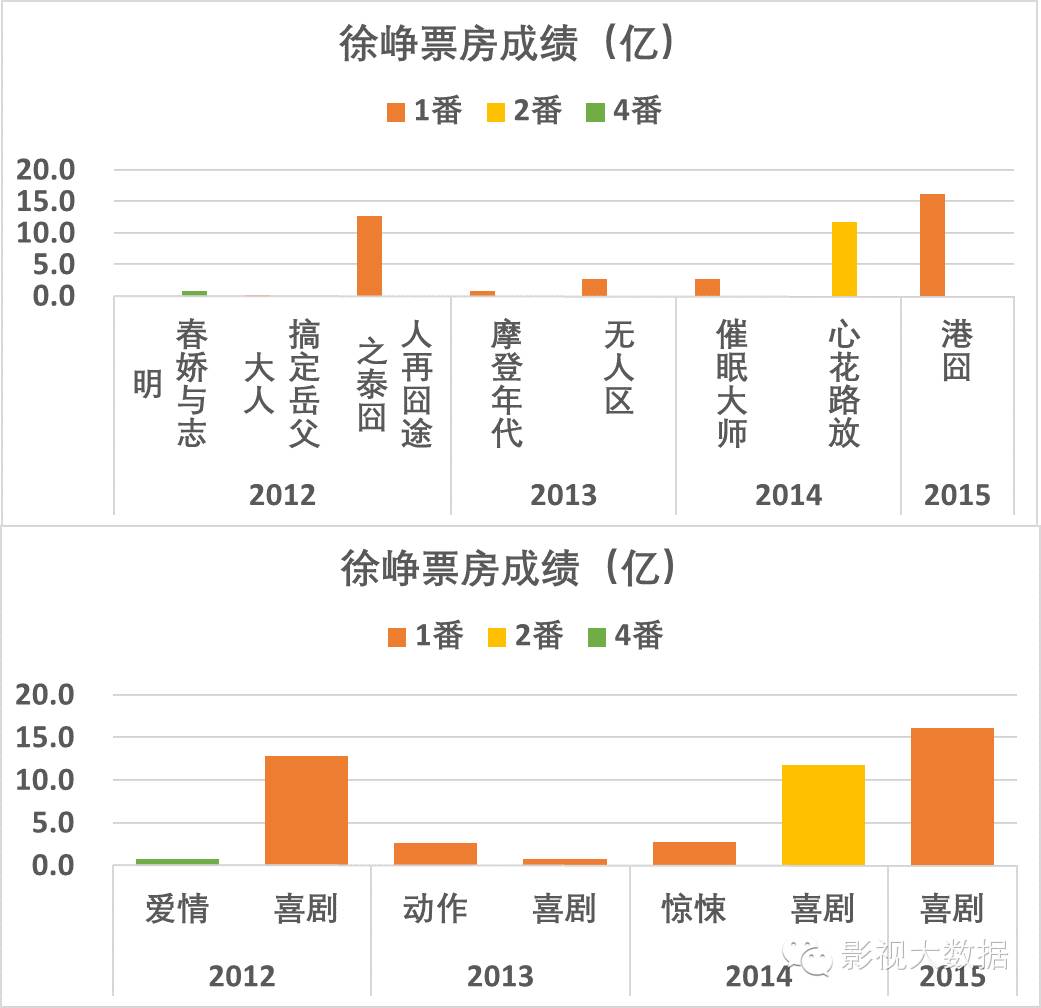 徐峥票房成绩（亿）
1番 2番 4番
20.0
15.0
10.0
5.0
0.0
春娇与志明
搞定岳父大人
人再囧途之泰囧
摩登年代
无人区
催眠大师
心花路放
港囧
2012 2013 2014 2015
徐峥票房成绩（亿）
1番 2番 4番
20.0
15.0
10.0
5.0
0.0
爱情 喜剧 动作 喜剧 惊悚 喜剧 喜剧
2012 2013 2014 2015
影视大数据